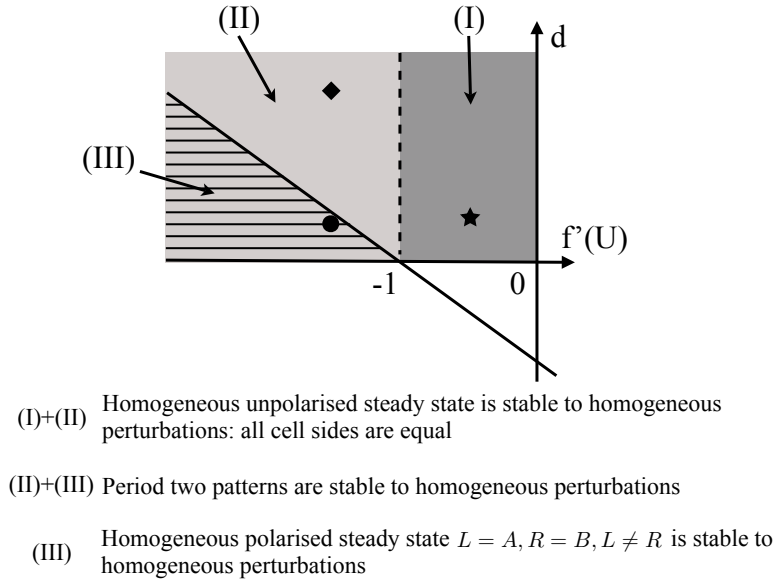 (II)
(I)
d
(III)
f'(U)
-1
0
(I)+(II) Homogeneous unpolarised steady state is stable to homogeneous
perturbations: all cell sides are equal
(II)+(III) Period two patterns are stable to homogeneous perturbations
(III) Homogeneous polarised steady state L = A, R = B, L ≠ R is stable to
homogeneous perturbations